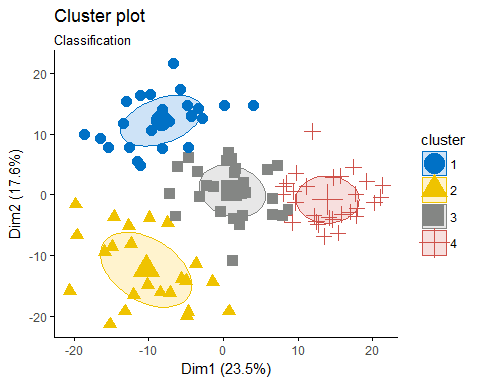 Cluster plot
Classification
20
10
0
-10
-20
Dim2 (17.6%)
-20
-10
0
10
20
Dim1 (23.5%)
cluster
1
2
3
4